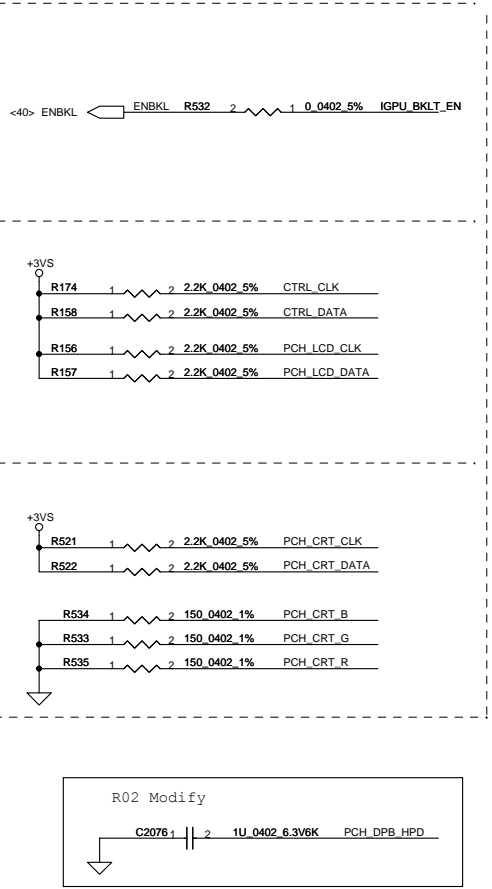 <40> ENBKL ENBKL R532 2 1 0_0402_5% IGPU_BKLT_EN
+3VS
R174 1 2 2.2K_0402_5% CTRL_CLK
R158 1 2 2.2K_0402_5% CTRL_DATA
R156 1 2 2.2K_0402_5% PCH_LCD_CLK
R157 1 2 2.2K_0402_5% PCH_LCD_DATA
+3VS
R521 1 2 2.2K_0402_5% PCH_CRT_CLK
R522 1 2 2.2K_0402_5% PCH_CRT_DATA
R534 1 2 150_0402_1% PCH_CRT_B
R533 1 2 150_0402_1% PCH_CRT_G
R535 1 2 150_0402_1% PCH_CRT_R
R02 Modify
C2076 1 2 1U_0402_6.3V6K PCH_DPB_HPD